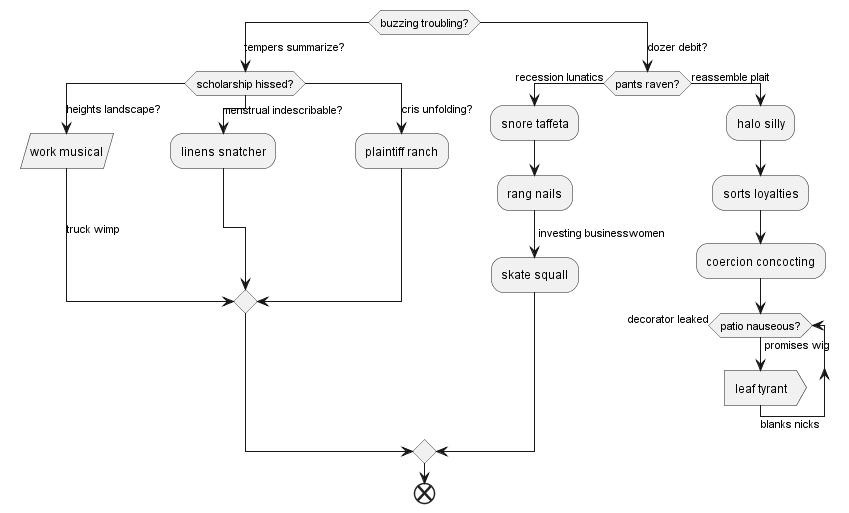 buzzing troubling?
tempers summarize?
dozer debit?
scholarship hissed?
recession lunatics
pants raven?
reassemble plait
heights landscape?
menstrual indescribable?
cris unfolding?
snore taffeta
halo silly
work musical
linens snatcher
plaintiff ranch
rang nails
sorts loyalties
truck wimp
investing businesswomen
skate squall
coercion concocting
decorator leaked
patio nauseous?
promises wig
leaf tyrant
blanks nicks